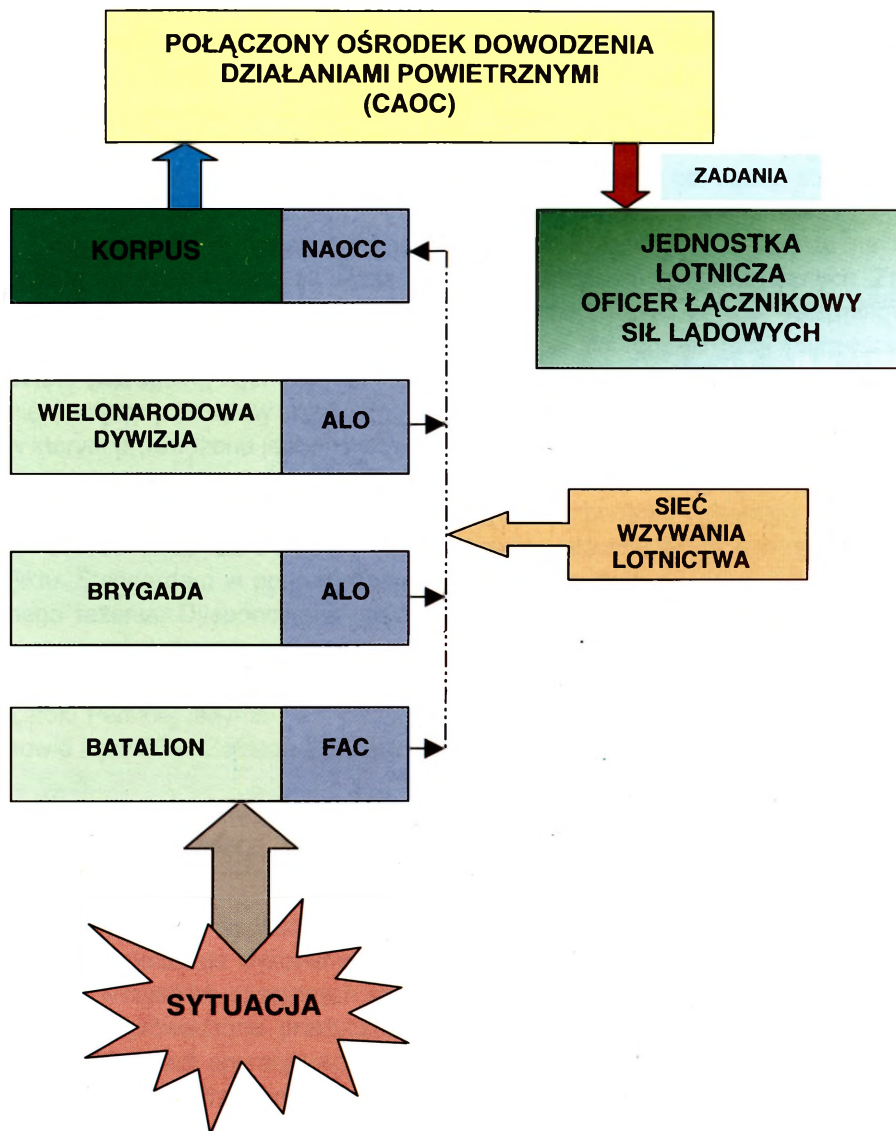 POŁĄCZONY OŚRODEK DOWODZENIA
DZIAŁANIAMI POWIETRZNYMI
(CAOC)
ZADANIA
KORPUS
NAOCC
JEDNOSTKA
LOTNICZA
OFICER ŁĄCZNIKOWY
SIŁ LĄDOWYCH
WIELONARODOWA
DYWIZJA
ALO
SIEĆ
WZYWANIA
LOTNICTWA
BRYGADA
ALO
BATALION
FAC
SYTUACJA